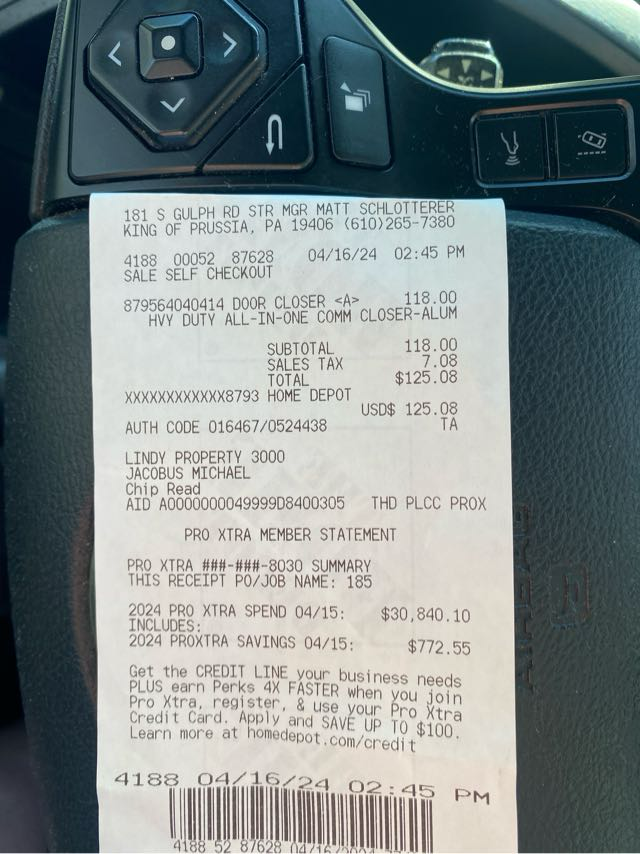 181 S GULPH RD STR MGR MATT SCHLOTTERER
KING OF PRUSSIA, PA 19406 (610)265-7380
4188 00052 87628 04/16/24 02:45 PM
SALE SELF CHECKOUT
879564040414 DOOR CLOSER <A> 118.00
HVY DUTY ALL-IN-ONE COMM CLOSER-ALUM
SUBTOTAL 118.00
SALES TAX 7.08
TOTAL $125.08
XXXXXXXXXXXX8793 HOME DEPOT
USD$ 125.08
AUTH CODE 016467/0524438 TA
LINDY PROPERTY 3000
JACOBUS MICHAEL
Chip Read
AID A0000000049999D8400305 THD PLCC PROX
PRO XTRA MEMBER STATEMENT
PRO XTRA ###-###-8030 SUMMARY
THIS RECEIPT PO/JOB NAME: 185
2024 PRO XTRA SPEND 04/15: $30,840.10
INCLUDES:
2024 PROXTRA SAVINGS 04/15: $772.55
Get the CREDIT LINE your business needs
PLUS earn Perks 4X FASTER when you join
Pro Xtra, register, & use your Pro Xtra
Credit Card. Apply and SAVE UP TO $100.
Learn more at homedepot.com/credit
4188 04/16/24 02:45 PM
4188 52 87628 04/16/2024